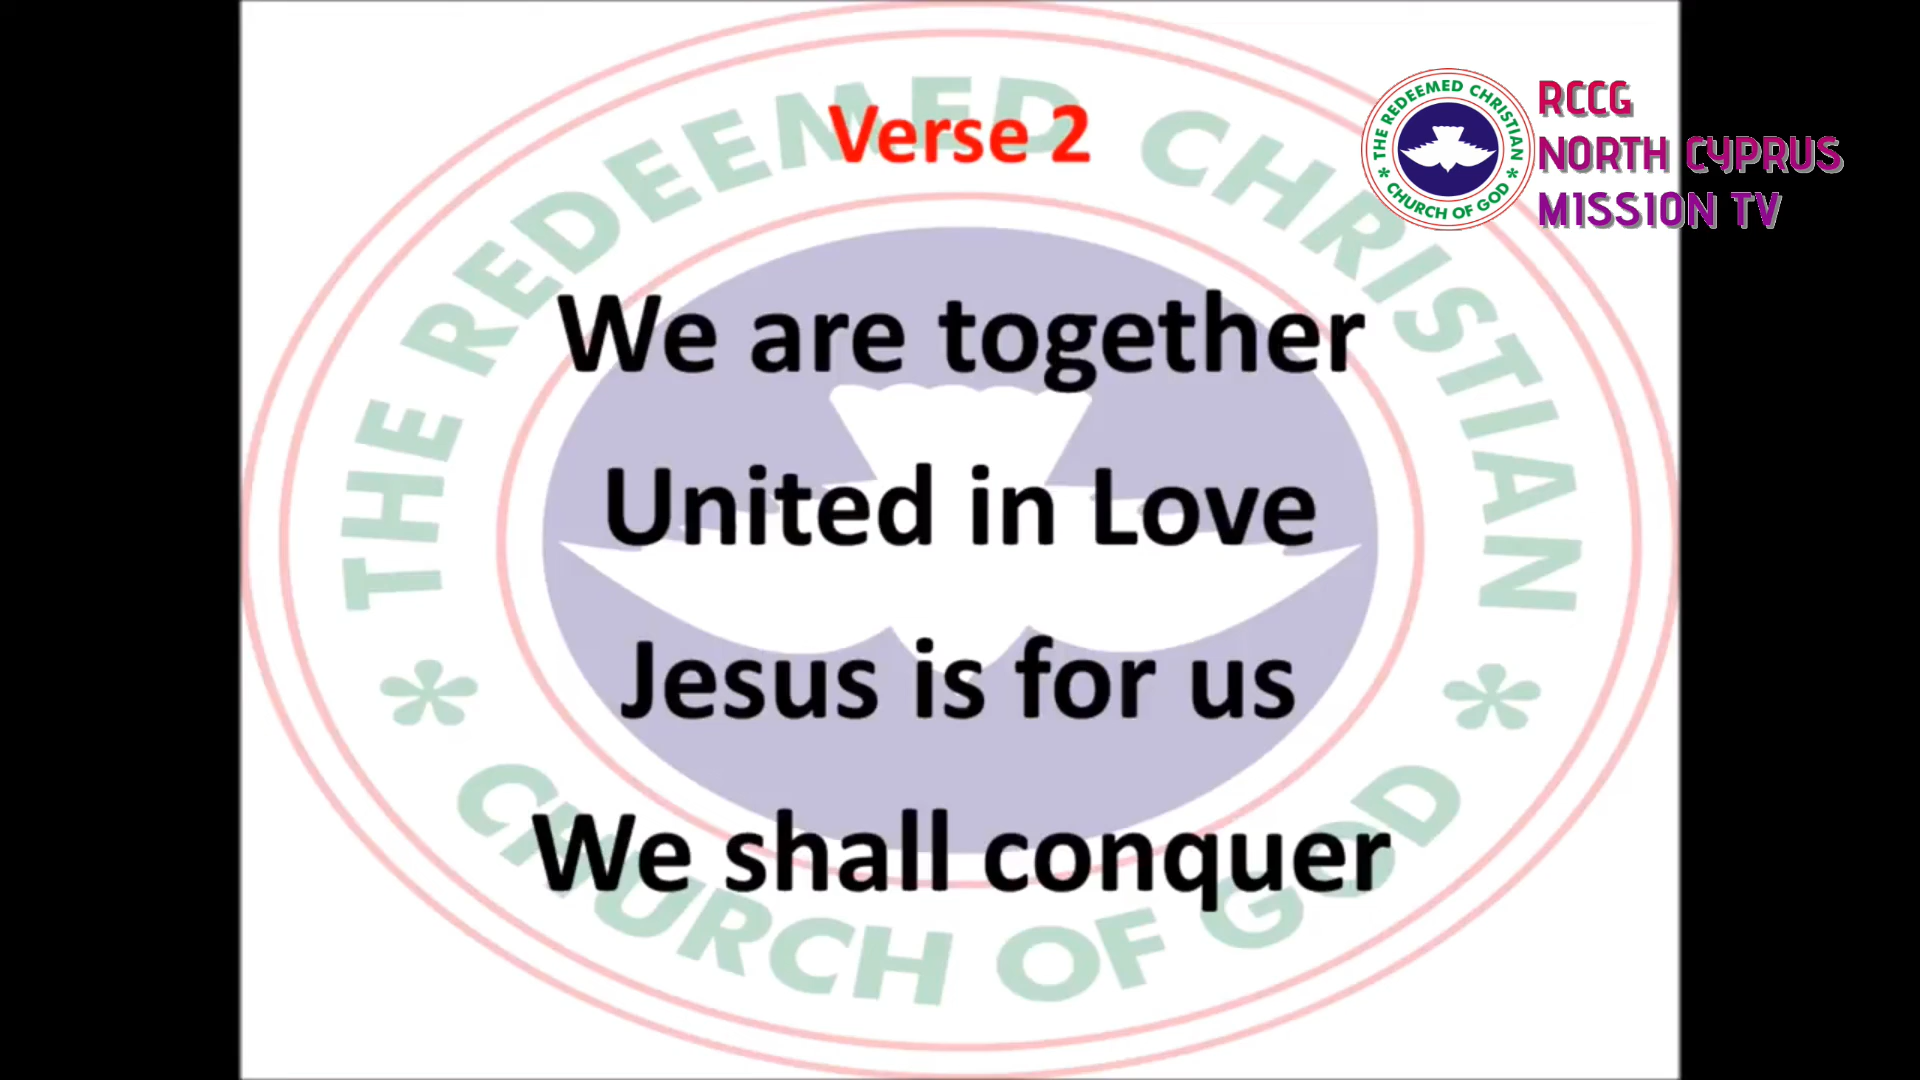 THE REDEEMED CHRISTIAN
Verse 2
We are together
United in Love
Jesus is for us
We shall conquer
* CHURCH OF GOD *
THE REDEEMED CHRISTIAN
* CHURCH OF GOD *
RCCG
NORTH CYPRUS
MISSION TV